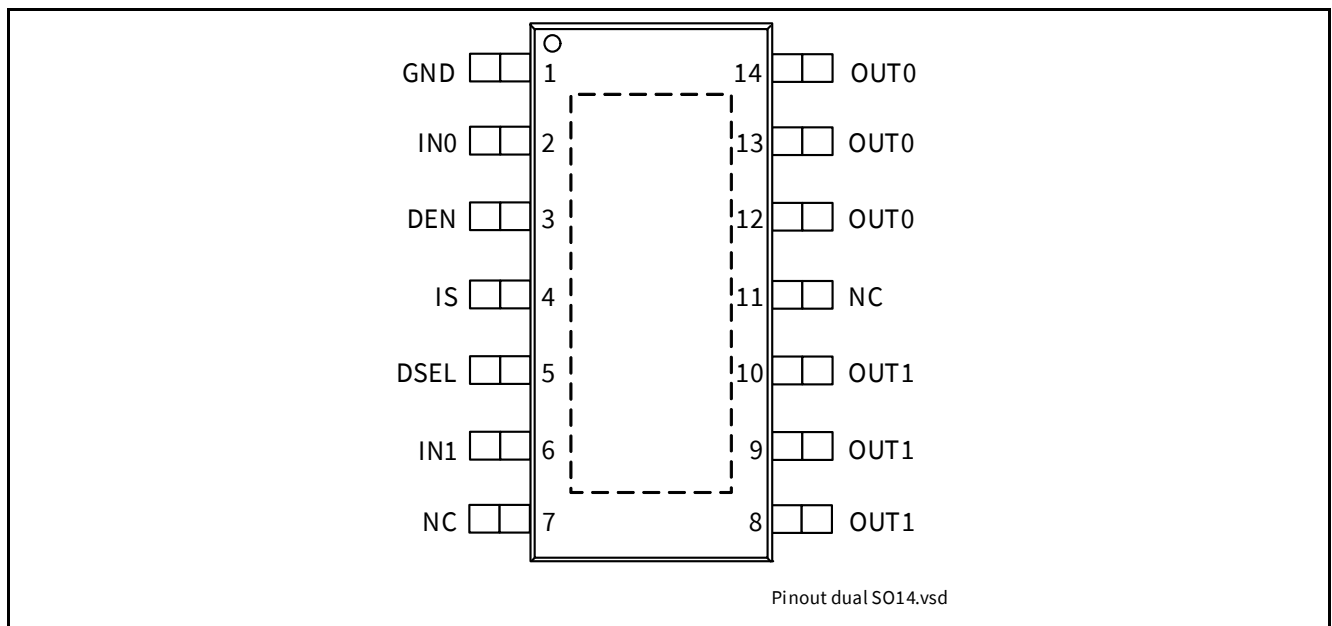 GND 1 14 OUT0
IN0 2 13 OUT0
DEN 3 12 OUT0
IS 4 11 NC
DSEL 5 10 OUT1
IN1 6 9 OUT1
NC 7 8 OUT1
Pinout dual SO14.vsd